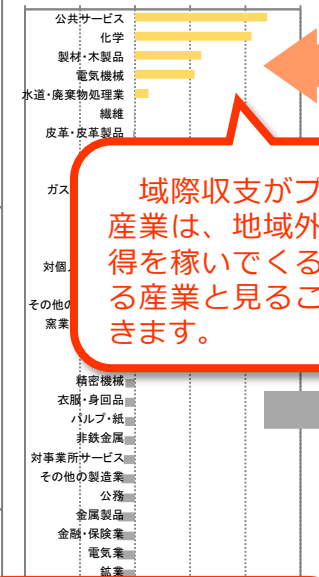 公共サービス
化学
製材・木製品
電気機械
水道・廃棄物処理業
繊維
皮革・皮革製品
ガス
域際収支がプ
産業は、地域外
対個
得を稼いでくる
その他の
る産業と見るこ
窯業
きます。
精密機械
衣服・身回品
パルプ・紙
非鉄金属
対事業所サービス
その他の製造業
公務
金属製品
金融・保険業
電気業
鉱業